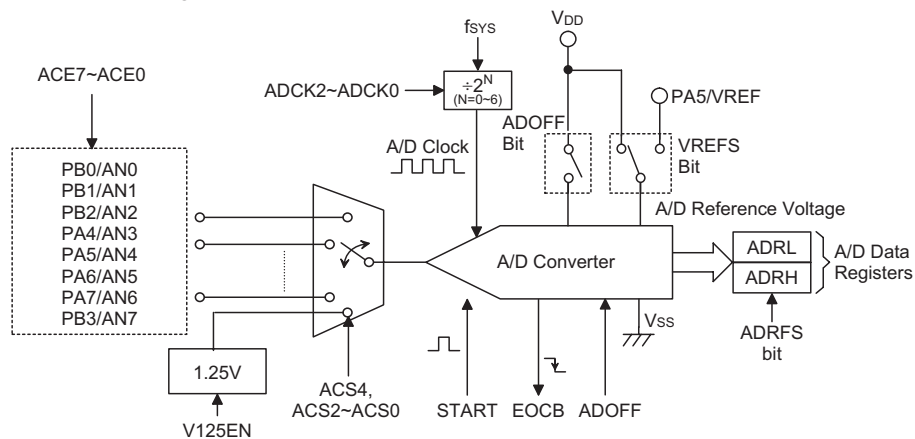 fSYS
VDD
ACE7~ACE0
ADCK2~ADCK0
÷2^N
(N=0~6)
PA5/VREF
ADOFF
Bit
VREFS
Bit
A/D Clock
PB0/AN0
PB1/AN1
PB2/AN2
PA4/AN3
PA5/AN4
PA6/AN5
PA7/AN6
PB3/AN7
A/D Reference Voltage
A/D Converter
ADRL
ADRH
A/D Data
Registers
VSS
ADRFS
bit
1.25V
V125EN
ACS4,
ACS2~ACS0
START
EOCB
ADOFF